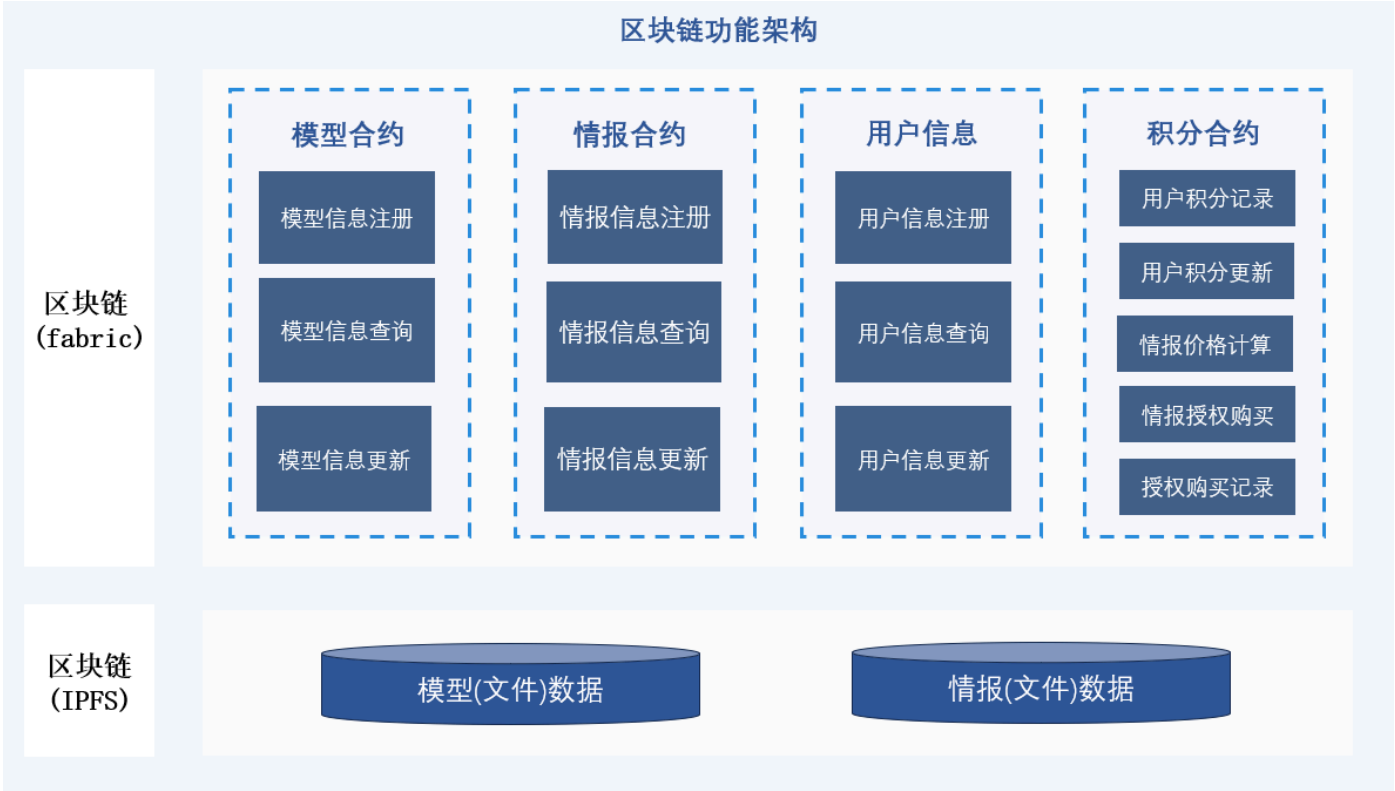 区块链功能架构
区块链
(fabric)
模型合约
模型信息注册
模型信息查询
模型信息更新
情报合约
情报信息注册
情报信息查询
情报信息更新
用户信息
用户信息注册
用户信息查询
用户信息更新
积分合约
用户积分记录
用户积分更新
情报价格计算
情报授权购买
授权购买记录
区块链
(IPFS)
模型(文件)数据
情报(文件)数据